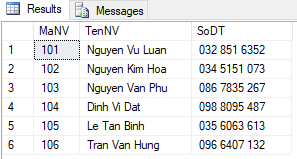 Results Messages
MaNV TenNV SoDT
1 101 Nguyen Vu Luan 032 851 6352
2 102 Nguyen Kim Hoa 034 5151 073
3 103 Nguyen Van Phu 086 7835 267
4 104 Dinh Vi Dat 098 8095 487
5 105 Le Tan Binh 035 6063 613
6 106 Tran Van Hung 096 6407 132